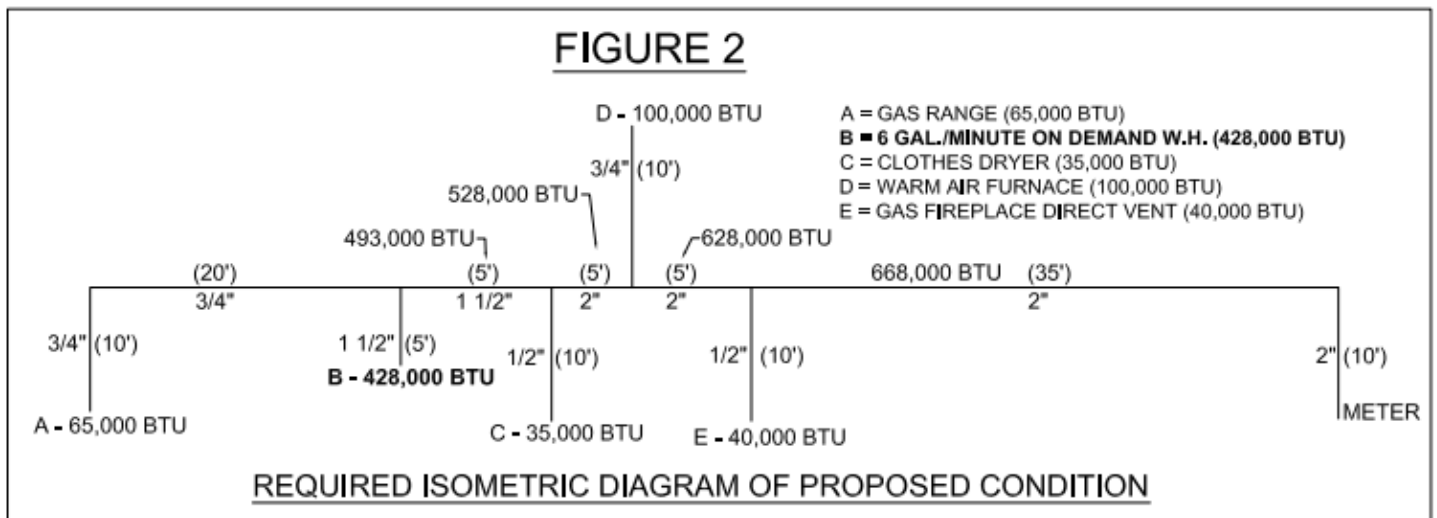 FIGURE 2
D - 100,000 BTU
A = GAS RANGE (65,000 BTU)
B = 6 GAL./MINUTE ON DEMAND W.H. (428,000 BTU)
C = CLOTHES DRYER (35,000 BTU)
D = WARM AIR FURNACE (100,000 BTU)
E = GAS FIREPLACE DIRECT VENT (40,000 BTU)
3/4" (10')
528,000 BTU
493,000 BTU
628,000 BTU
(20')
(5')
(5')
(5')
668,000 BTU (35')
3/4"
1 1/2"
2"
2"
2"
3/4" (10')
1 1/2" (5')
1/2" (10')
1/2" (10')
2" (10')
B - 428,000 BTU
A - 65,000 BTU
C - 35,000 BTU
E - 40,000 BTU
METER
REQUIRED ISOMETRIC DIAGRAM OF PROPOSED CONDITION